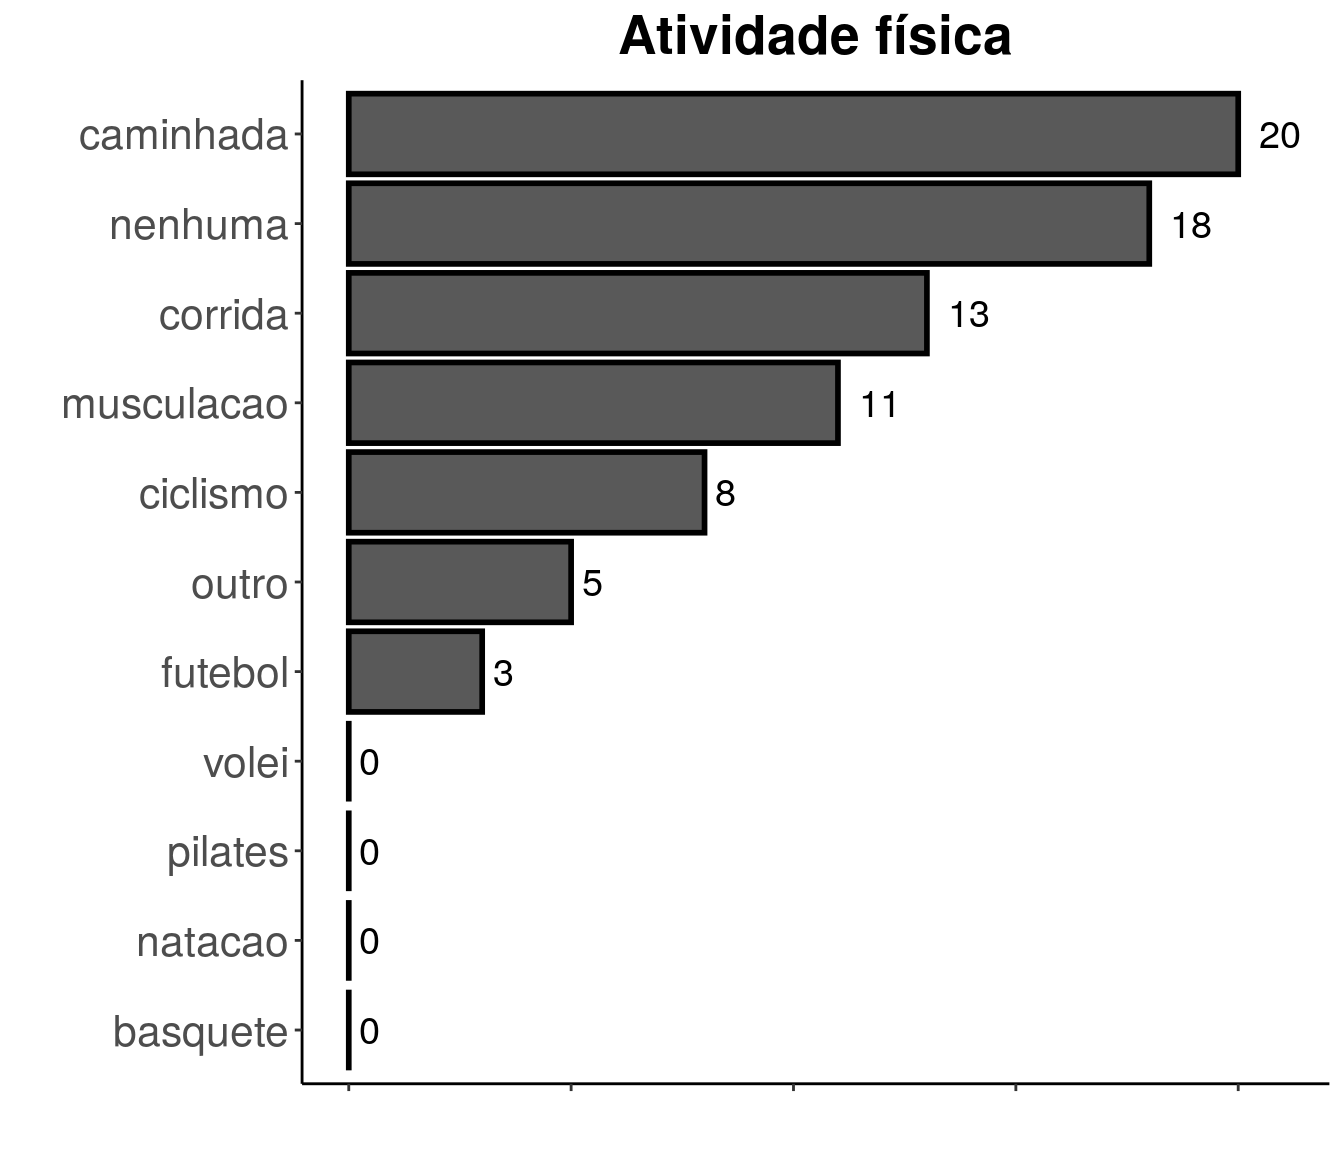 Atividade física
caminhada 20
nenhuma 18
corrida 13
musculacao 11
ciclismo 8
outro 5
futebol 3
volei 0
pilates 0
natacao 0
basquete 0